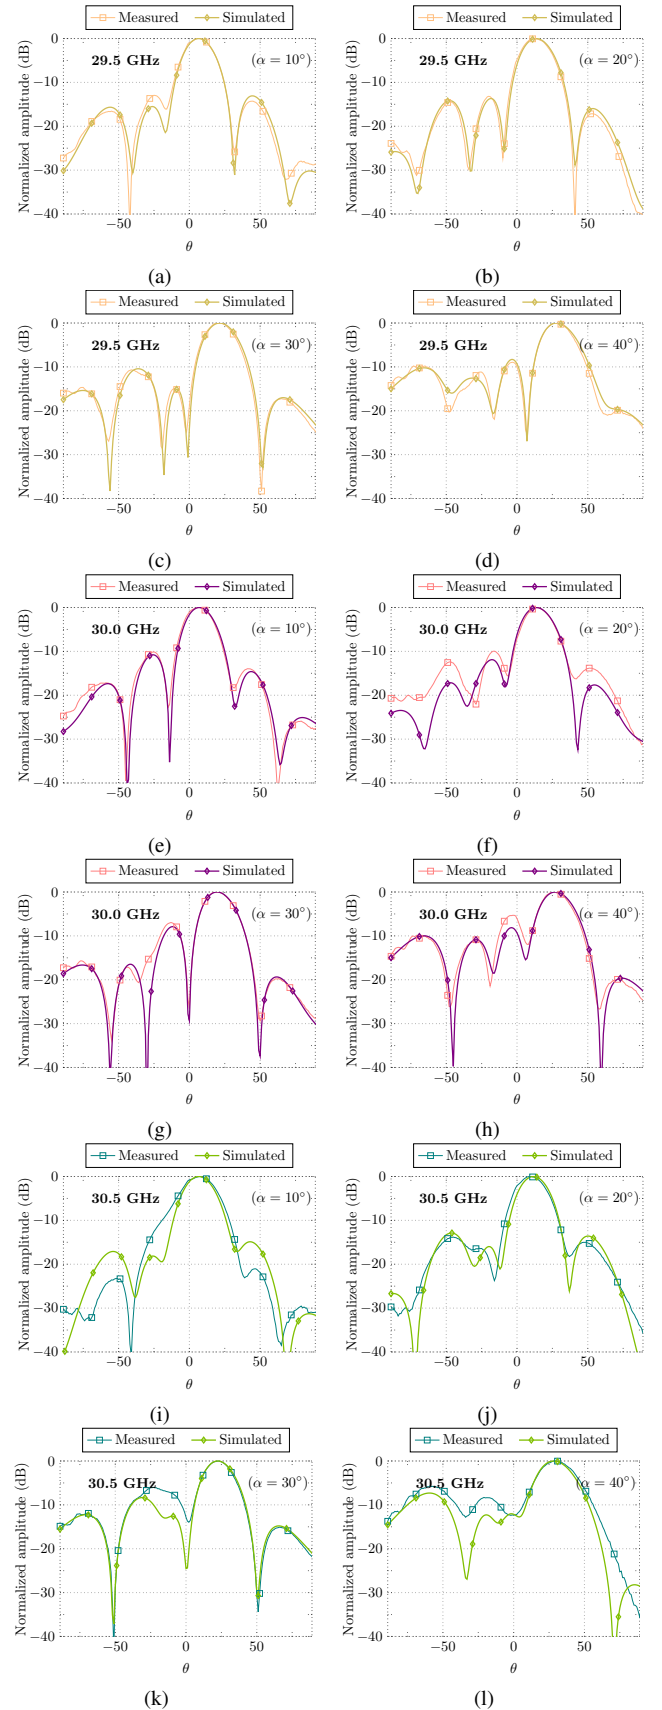 Measured Simulated
Measured Simulated
Normalized amplitude (dB)
0
−10
−20
−30
−40
29.5 GHz
(α = 10°)
−50 0 50
θ
(a)
Normalized amplitude (dB)
0
−10
−20
−30
−40
29.5 GHz
(α = 20°)
−50 0 50
θ
(b)
Measured Simulated
Measured Simulated
Normalized amplitude (dB)
0
−10
−20
−30
−40
29.5 GHz
(α = 30°)
−50 0 50
θ
(c)
Normalized amplitude (dB)
0
−10
−20
−30
−40
29.5 GHz
(α = 40°)
−50 0 50
θ
(d)
Measured Simulated
Measured Simulated
Normalized amplitude (dB)
0
−10
−20
−30
−40
30.0 GHz
(α = 10°)
−50 0 50
θ
(e)
Normalized amplitude (dB)
0
−10
−20
−30
−40
30.0 GHz
(α = 20°)
−50 0 50
θ
(f)
Measured Simulated
Measured Simulated
Normalized amplitude (dB)
0
−10
−20
−30
−40
30.0 GHz
(α = 30°)
−50 0 50
θ
(g)
Normalized amplitude (dB)
0
−10
−20
−30
−40
30.0 GHz
(α = 40°)
−50 0 50
θ
(h)
Measured Simulated
Measured Simulated
Normalized amplitude (dB)
0
−10
−20
−30
−40
30.5 GHz
(α = 10°)
−50 0 50
θ
(i)
Normalized amplitude (dB)
0
−10
−20
−30
−40
30.5 GHz
(α = 20°)
−50 0 50
θ
(j)
Measured Simulated
Measured Simulated
Normalized amplitude (dB)
0
−10
−20
−30
−40
30.5 GHz
(α = 30°)
−50 0 50
θ
(k)
Normalized amplitude (dB)
0
−10
−20
−30
−40
30.5 GHz
(α = 40°)
−50 0 50
θ
(l)